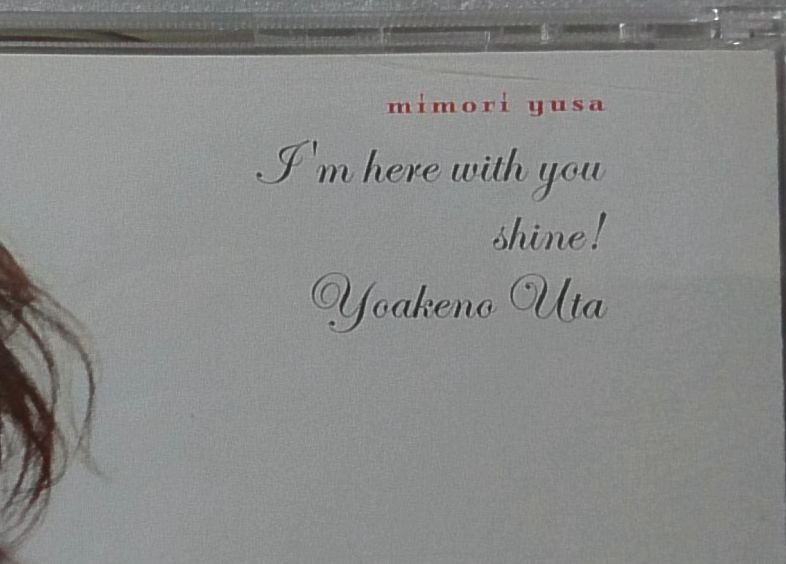 mimori yusa
I'm here with you
shine!
Yoakeno Uta